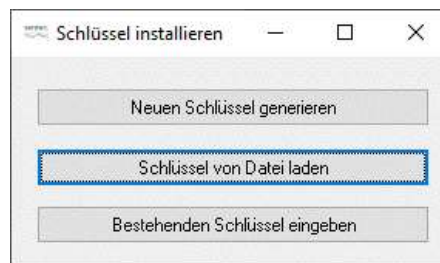 Schlüssel installieren
Neuen Schlüssel generieren
Schlüssel von Datei laden
Bestehenden Schlüssel eingeben